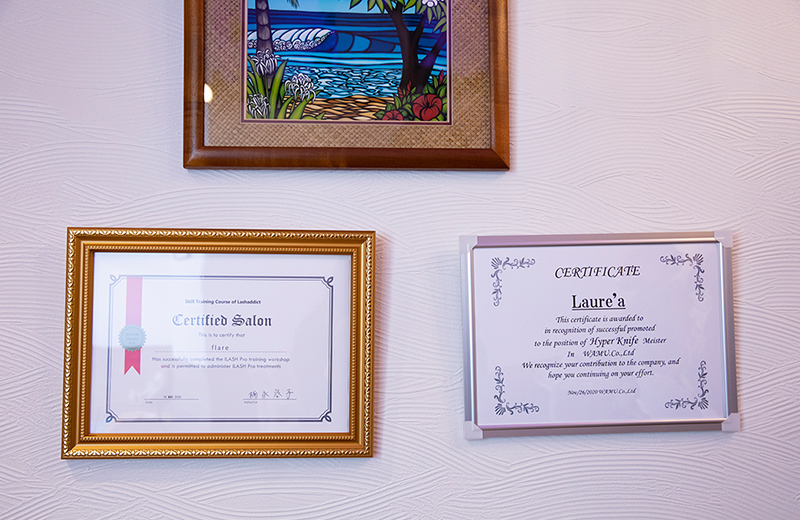 Skill Training Course of Lashaddict
Certified Salon
This is to certify that
flare
Has successfully completed the ILASH Pro training workshop
and is permitted to administer ILASH Pro treatments
CERTIFICATE
Laure'a
This certificate is awarded to
in recognition of successful promoted
to the position of Hyper Knife Meister
In WAMU.Co.,Ltd
We recognize your contribution to the company, and
hope you continuing on your effort.
Nov/26/2020 WAMU.Co.,Ltd